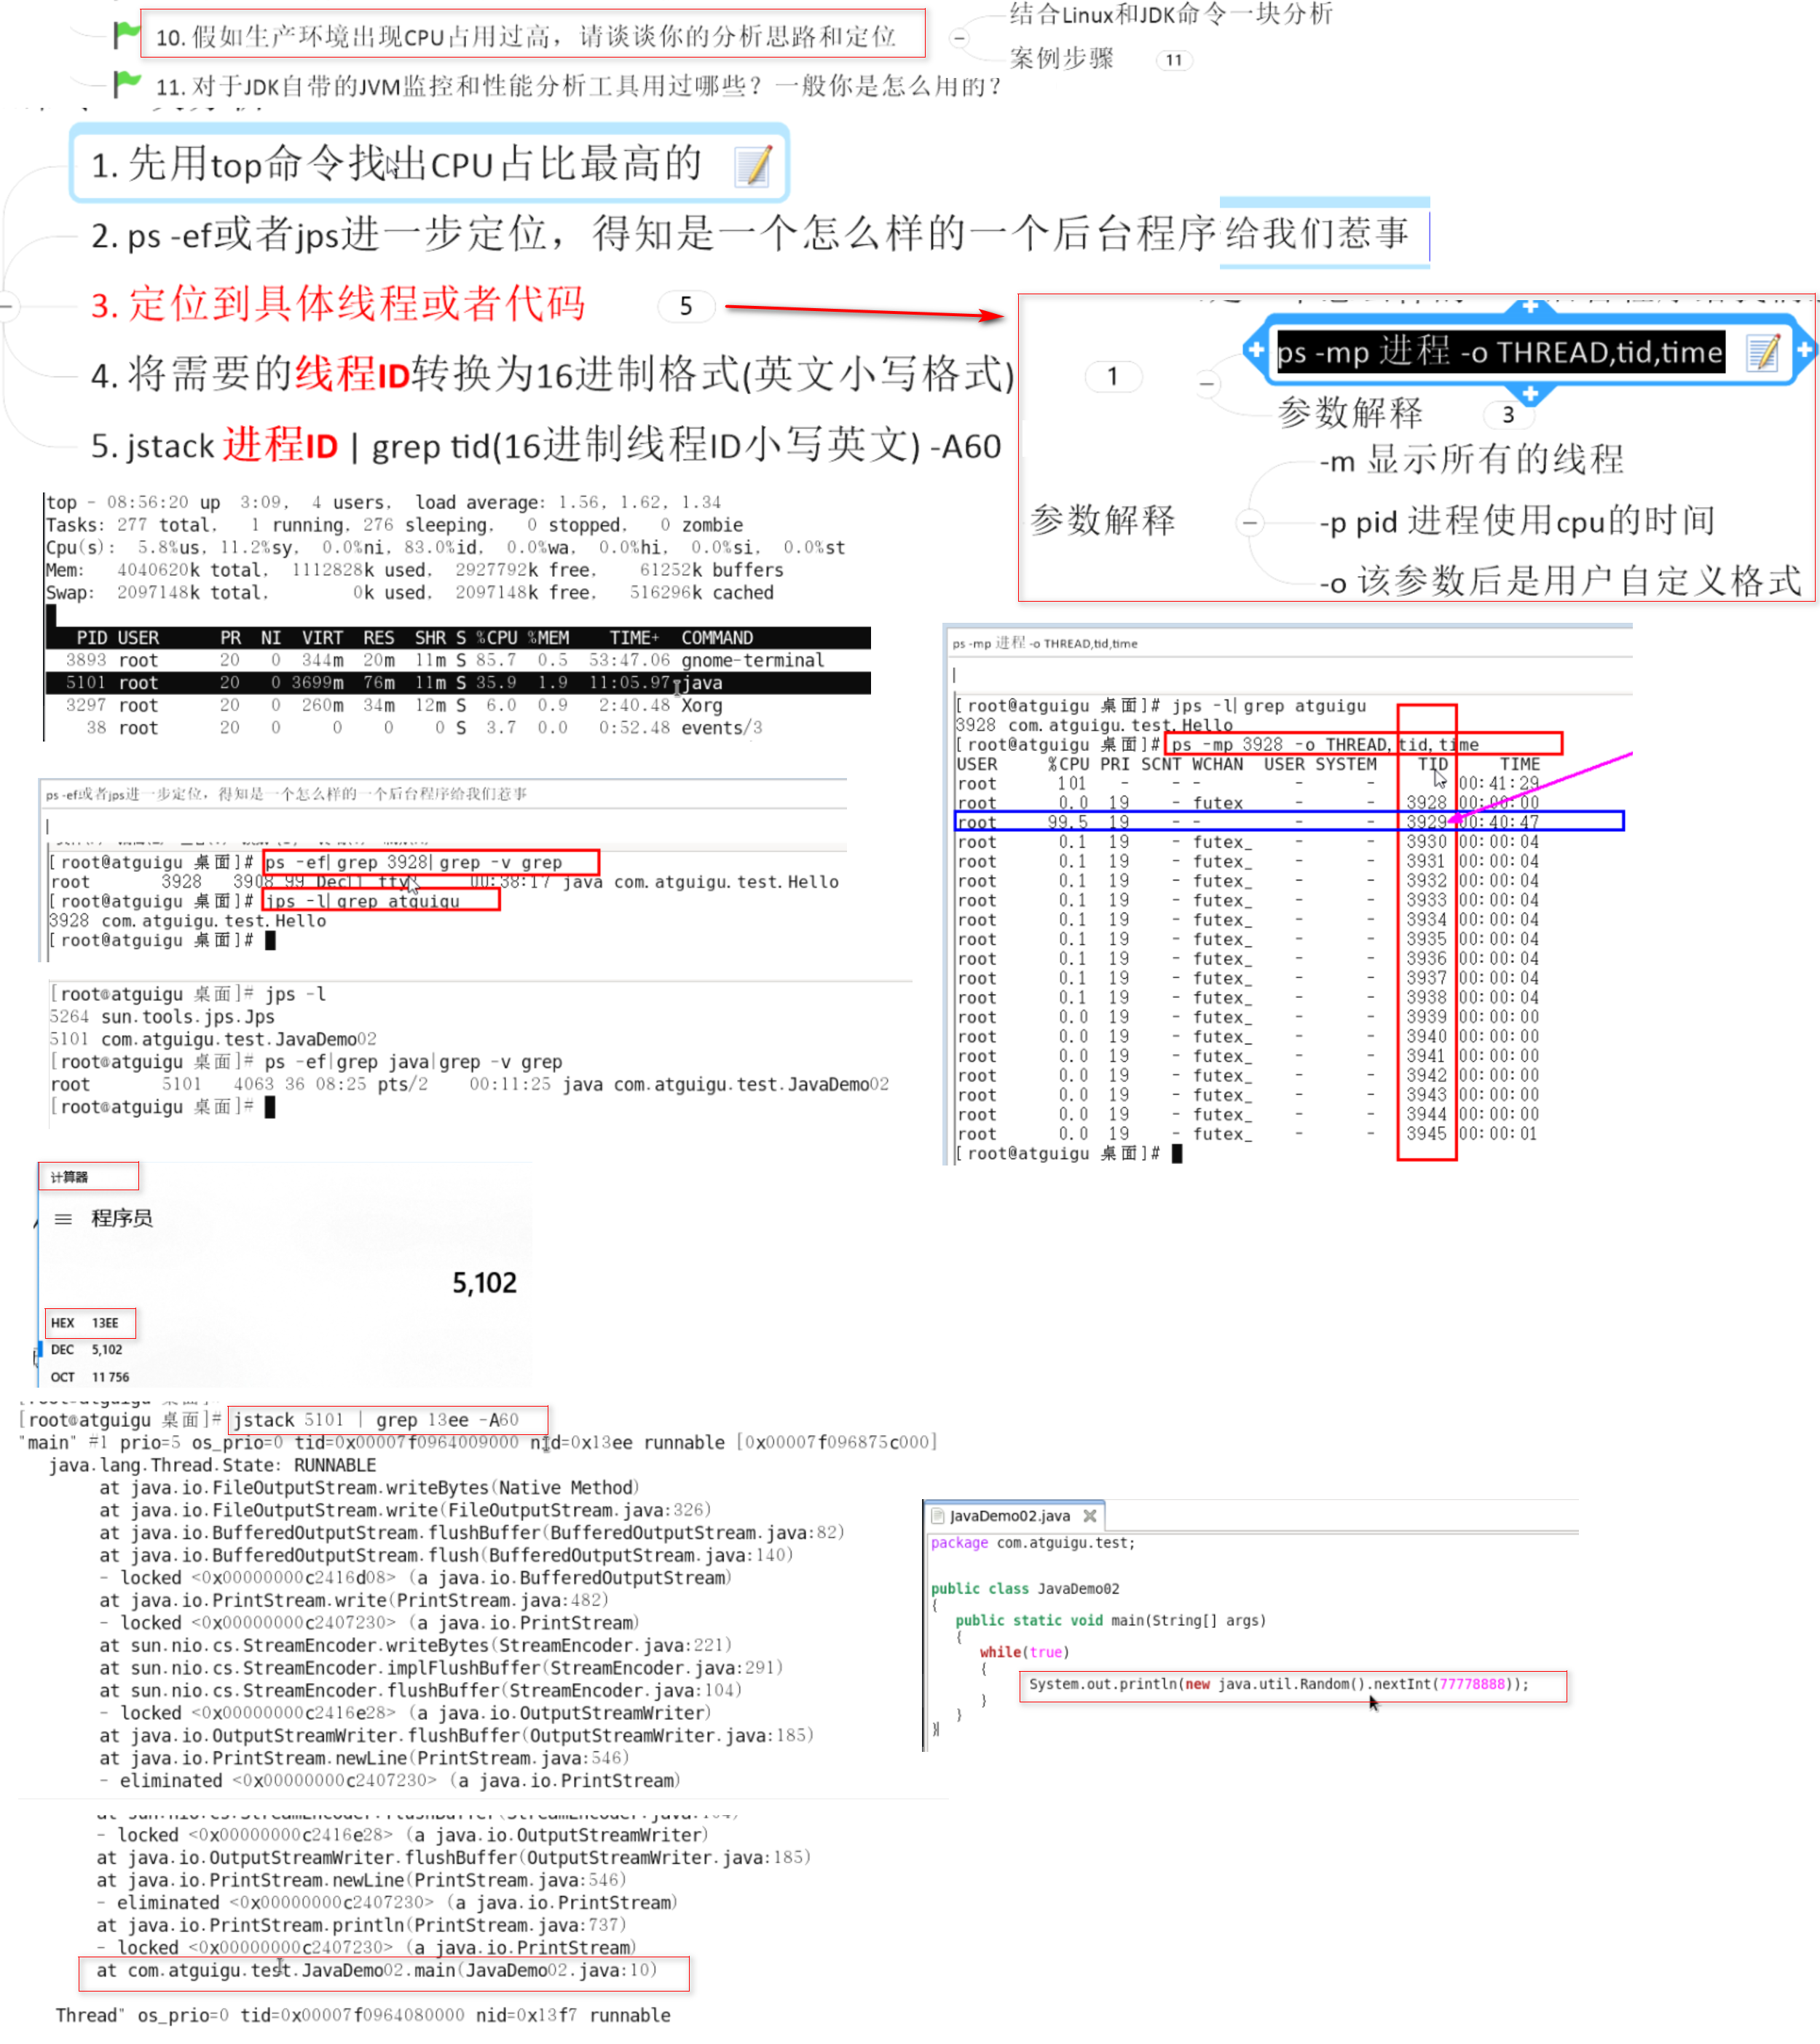 10. 假如生产环境出现CPU占用过高，请谈谈你的分析思路和定位
结合Linux和JDK命令一块分析
案例步骤 11
11. 对于JDK自带的JVM监控和性能分析工具用过哪些？一般你是怎么用的？
1. 先用top命令找出CPU占比最高的
2. ps -ef或者jps进一步定位，得知是一个怎么样的一个后台程序给我们惹事
3. 定位到具体线程或者代码 5
4. 将需要的线程ID转换为16进制格式(英文小写格式)
5. jstack 进程ID | grep tid(16进制线程ID小写英文) -A60
1
ps -mp 进程 -o THREAD,tid,time
参数解释 3
-m 显示所有的线程
参数解释
-p pid 进程使用cpu的时间
-o 该参数后是用户自定义格式
top - 08:56:20 up 3:09, 4 users, load average: 1.56, 1.62, 1.34
Tasks: 277 total, 1 running, 276 sleeping, 0 stopped, 0 zombie
Cpu(s): 5.8%us, 11.2%sy, 0.0%ni, 83.0%id, 0.0%wa, 0.0%hi, 0.0%si, 0.0%st
Mem: 4040620k total, 1112828k used, 2927792k free, 61252k buffers
Swap: 2097148k total, 0k used, 2097148k free, 516296k cached
PID USER PR NI VIRT RES SHR S %CPU %MEM TIME+ COMMAND
3893 root 20 0 344m 20m 11m S 85.7 0.5 53:47.06 gnome-terminal
5101 root 20 0 3699m 76m 11m S 35.9 1.9 11:05.97 java
3297 root 20 0 260m 34m 12m S 6.0 0.9 2:40.48 Xorg
38 root 20 0 0 0 0 S 3.7 0.0 0:52.48 events/3
ps -ef或者jps进一步定位，得知是一个怎么样的一个后台程序给我们惹事
[root@atguigu 桌面]# ps -ef|grep 3928|grep -v grep
root 3928 3908 99 Dec11 tty 00:38:17 java com.atguigu.test.Hello
[root@atguigu 桌面]# jps -l|grep atguigu
3928 com.atguigu.test.Hello
[root@atguigu 桌面]#
[root@atguigu 桌面]# jps -l
5264 sun.tools.jps.Jps
5101 com.atguigu.test.JavaDemo02
[root@atguigu 桌面]# ps -ef|grep java|grep -v grep
root 5101 4063 36 08:25 pts/2 00:11:25 java com.atguigu.test.JavaDemo02
[root@atguigu 桌面]#
ps -mp 进程 -o THREAD,tid,time
[root@atguigu 桌面]# jps -l|grep atguigu
3928 com.atguigu.test.Hello
[root@atguigu 桌面]# ps -mp 3928 -o THREAD,tid,time
USER %CPU PRI SCNT WCHAN USER SYSTEM TID TIME
root 101 - - - - - - 00:41:29
root 0.0 19 - futex_ - - 3928 00:00:00
root 99.5 19 - - - - 3929 00:40:47
root 0.1 19 - futex_ - - 3930 00:00:04
root 0.1 19 - futex_ - - 3931 00:00:04
root 0.1 19 - futex_ - - 3932 00:00:04
root 0.1 19 - futex_ - - 3933 00:00:04
root 0.1 19 - futex_ - - 3934 00:00:04
root 0.1 19 - futex_ - - 3935 00:00:04
root 0.1 19 - futex_ - - 3936 00:00:04
root 0.1 19 - futex_ - - 3937 00:00:04
root 0.1 19 - futex_ - - 3938 00:00:04
root 0.0 19 - futex_ - - 3939 00:00:00
root 0.0 19 - futex_ - - 3940 00:00:00
root 0.0 19 - futex_ - - 3941 00:00:00
root 0.0 19 - futex_ - - 3942 00:00:00
root 0.0 19 - futex_ - - 3943 00:00:00
root 0.0 19 - futex_ - - 3944 00:00:00
root 0.0 19 - futex_ - - 3945 00:00:01
[root@atguigu 桌面]#
计算器
程序员
5,102
HEX 13EE
DEC 5,102
OCT 11 756
[root@atguigu 桌面]# jstack 5101 | grep 13ee -A60
"main" #1 prio=5 os_prio=0 tid=0x00007f0964009000 nid=0x13ee runnable [0x00007f096875c000]
java.lang.Thread.State: RUNNABLE
at java.io.FileOutputStream.writeBytes(Native Method)
at java.io.FileOutputStream.write(FileOutputStream.java:326)
at java.io.BufferedOutputStream.flushBuffer(BufferedOutputStream.java:82)
at java.io.BufferedOutputStream.flush(BufferedOutputStream.java:140)
- locked <0x00000000c2416d08> (a java.io.BufferedOutputStream)
at java.io.PrintStream.write(PrintStream.java:482)
- locked <0x00000000c2407230> (a java.io.PrintStream)
at sun.nio.cs.StreamEncoder.writeBytes(StreamEncoder.java:221)
at sun.nio.cs.StreamEncoder.implFlushBuffer(StreamEncoder.java:291)
at sun.nio.cs.StreamEncoder.flushBuffer(StreamEncoder.java:104)
- locked <0x00000000c2416e28> (a java.io.OutputStreamWriter)
at java.io.OutputStreamWriter.flushBuffer(OutputStreamWriter.java:185)
at java.io.PrintStream.newLine(PrintStream.java:546)
- eliminated <0x00000000c2407230> (a java.io.PrintStream)
JavaDemo02.java
package com.atguigu.test;
public class JavaDemo02
{
public static void main(String[] args)
{
while(true)
{
System.out.println(new java.util.Random().nextInt(77778888));
}
}
}
at sun.nio.cs.StreamEncoder.flushBuffer(StreamEncoder.java:104)
- locked <0x00000000c2416e28> (a java.io.OutputStreamWriter)
at java.io.OutputStreamWriter.flushBuffer(OutputStreamWriter.java:185)
at java.io.PrintStream.newLine(PrintStream.java:546)
- eliminated <0x00000000c2407230> (a java.io.PrintStream)
at java.io.PrintStream.println(PrintStream.java:737)
- locked <0x00000000c2407230> (a java.io.PrintStream)
at com.atguigu.test.JavaDemo02.main(JavaDemo02.java:10)
Thread" os_prio=0 tid=0x00007f0964080000 nid=0x13f7 runnable